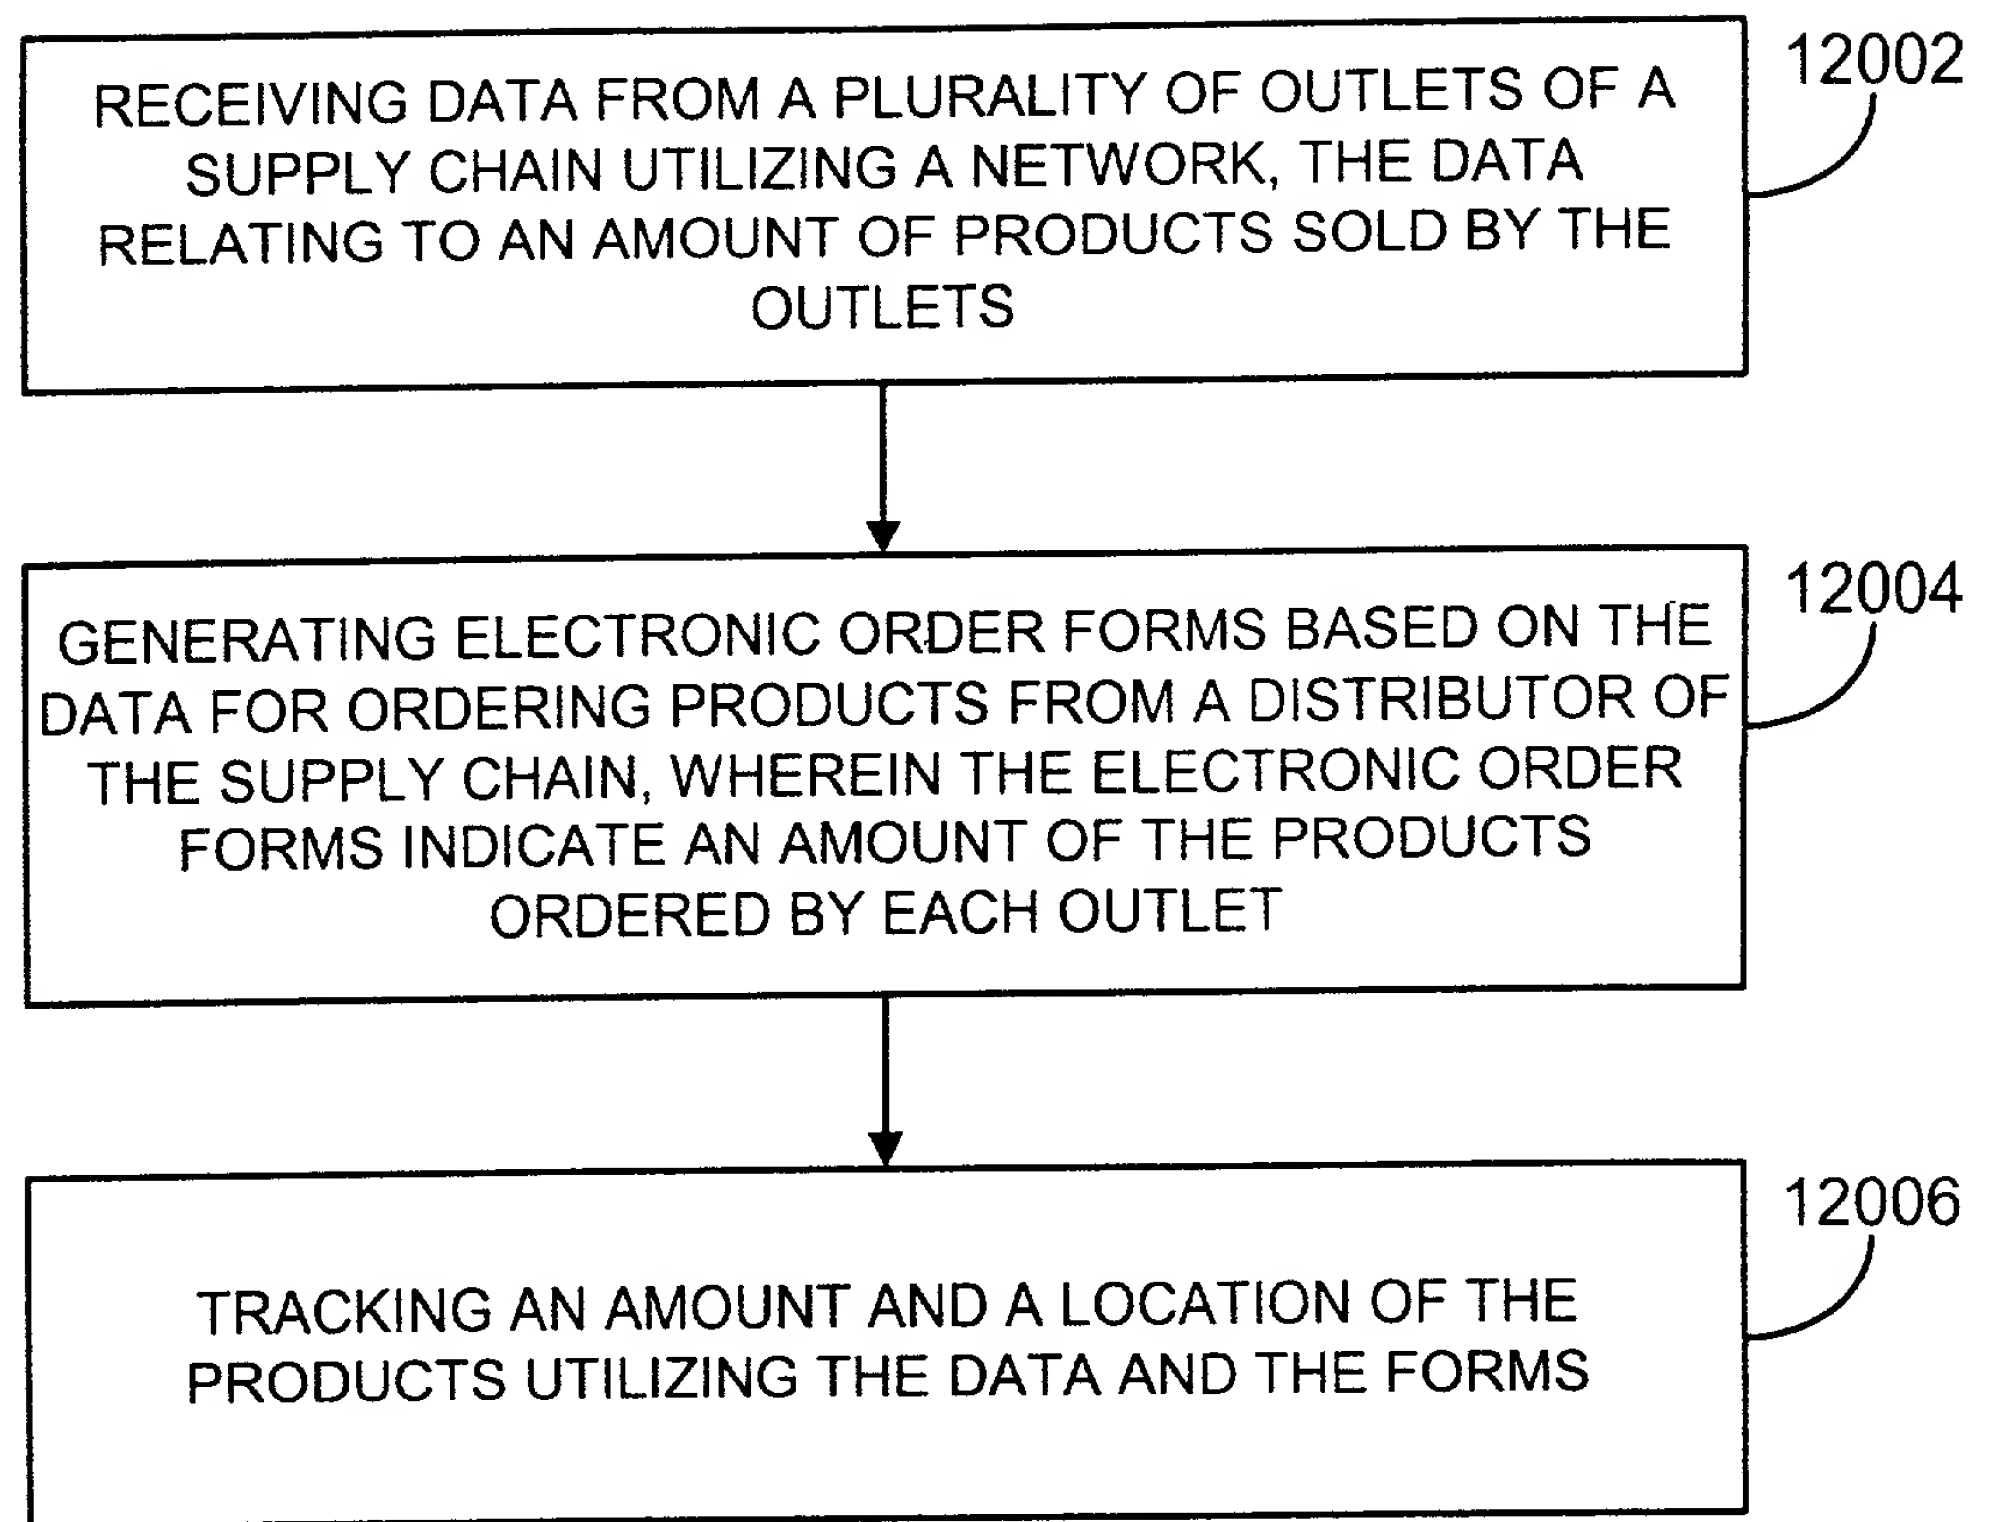 RECEIVING DATA FROM A PLURALITY OF OUTLETS OF A
SUPPLY CHAIN UTILIZING A NETWORK, THE DATA
RELATING TO AN AMOUNT OF PRODUCTS SOLD BY THE
OUTLETS
12002
GENERATING ELECTRONIC ORDER FORMS BASED ON THE
DATA FOR ORDERING PRODUCTS FROM A DISTRIBUTOR OF
THE SUPPLY CHAIN, WHEREIN THE ELECTRONIC ORDER
FORMS INDICATE AN AMOUNT OF THE PRODUCTS
ORDERED BY EACH OUTLET
12004
TRACKING AN AMOUNT AND A LOCATION OF THE
PRODUCTS UTILIZING THE DATA AND THE FORMS
12006